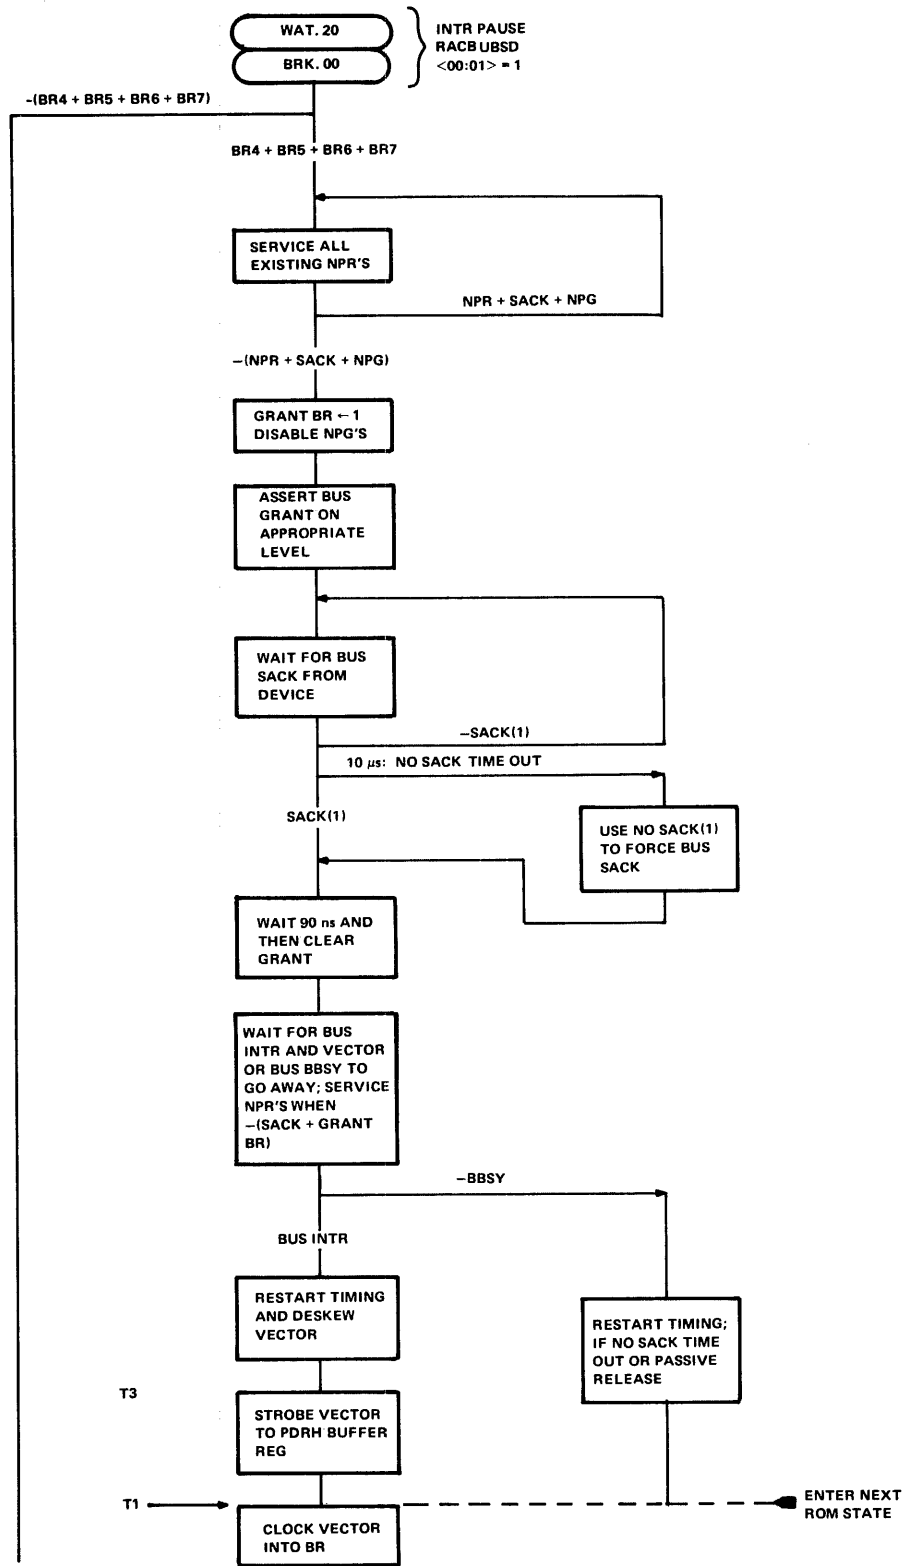 WAT. 20
BRK. 00
INTR PAUSE
RACB UBSD
<00:01> = 1
-(BR4 + BR5 + BR6 + BR7)
BR4 + BR5 + BR6 + BR7
SERVICE ALL
EXISTING NPR'S
NPR + SACK + NPG
-(NPR + SACK + NPG)
GRANT BR ← 1
DISABLE NPG'S
ASSERT BUS
GRANT ON
APPROPRIATE
LEVEL
WAIT FOR BUS
SACK FROM
DEVICE
-SACK(1)
10 μs: NO SACK TIME OUT
SACK(1)
USE NO SACK(1)
TO FORCE BUS
SACK
WAIT 90 ns AND
THEN CLEAR
GRANT
WAIT FOR BUS
INTR AND VECTOR
OR BUS BBSY TO
GO AWAY; SERVICE
NPR'S WHEN
-(SACK + GRANT
BR)
-BBSY
BUS INTR
RESTART TIMING
AND DESKEW
VECTOR
RESTART TIMING;
IF NO SACK TIME
OUT OR PASSIVE
RELEASE
T3
STROBE VECTOR
TO PDRH BUFFER
REG
T1
ENTER NEXT
ROM STATE
CLOCK VECTOR
INTO BR